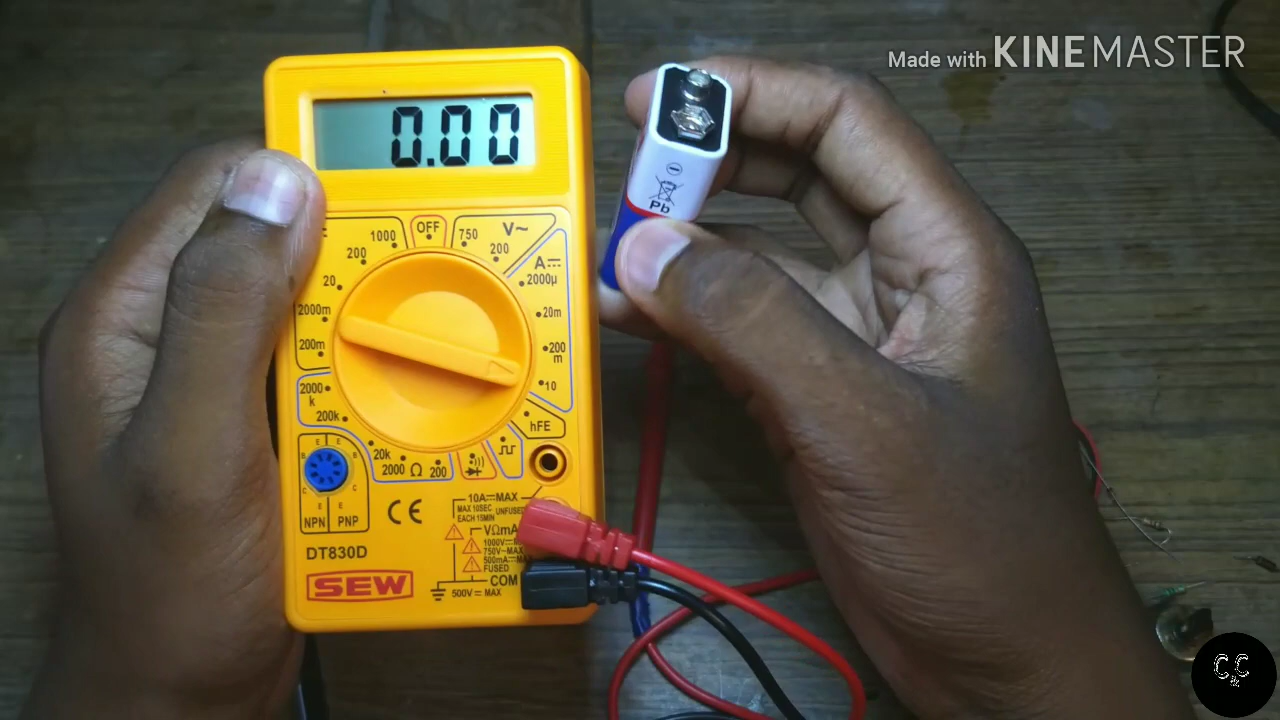 Made with KINEMASTER
0.00
OFF
1000
750
V~
200
200
A
2000µ
20
20m
2000m
200m
200
m
10
2000
k
200k
hFE
20k
2000 Ω 200
E E
B B
C C
E E
NPN PNP
CE
10A MAX
MAX 10SEC UNFUSED
EACH 15MIN
VΩmA
1000V
750V~MAX
500mA
FUSED
COM
500V MAX
DT830D
SEW
Pb
C.C